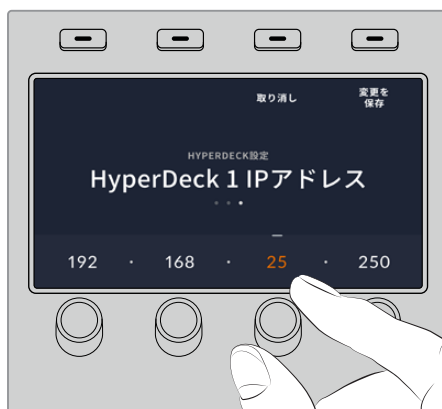 取り消し
変更を
保存
HYPERDECK設定
HyperDeck 1 IPアドレス
192 . 168 . 25 . 250